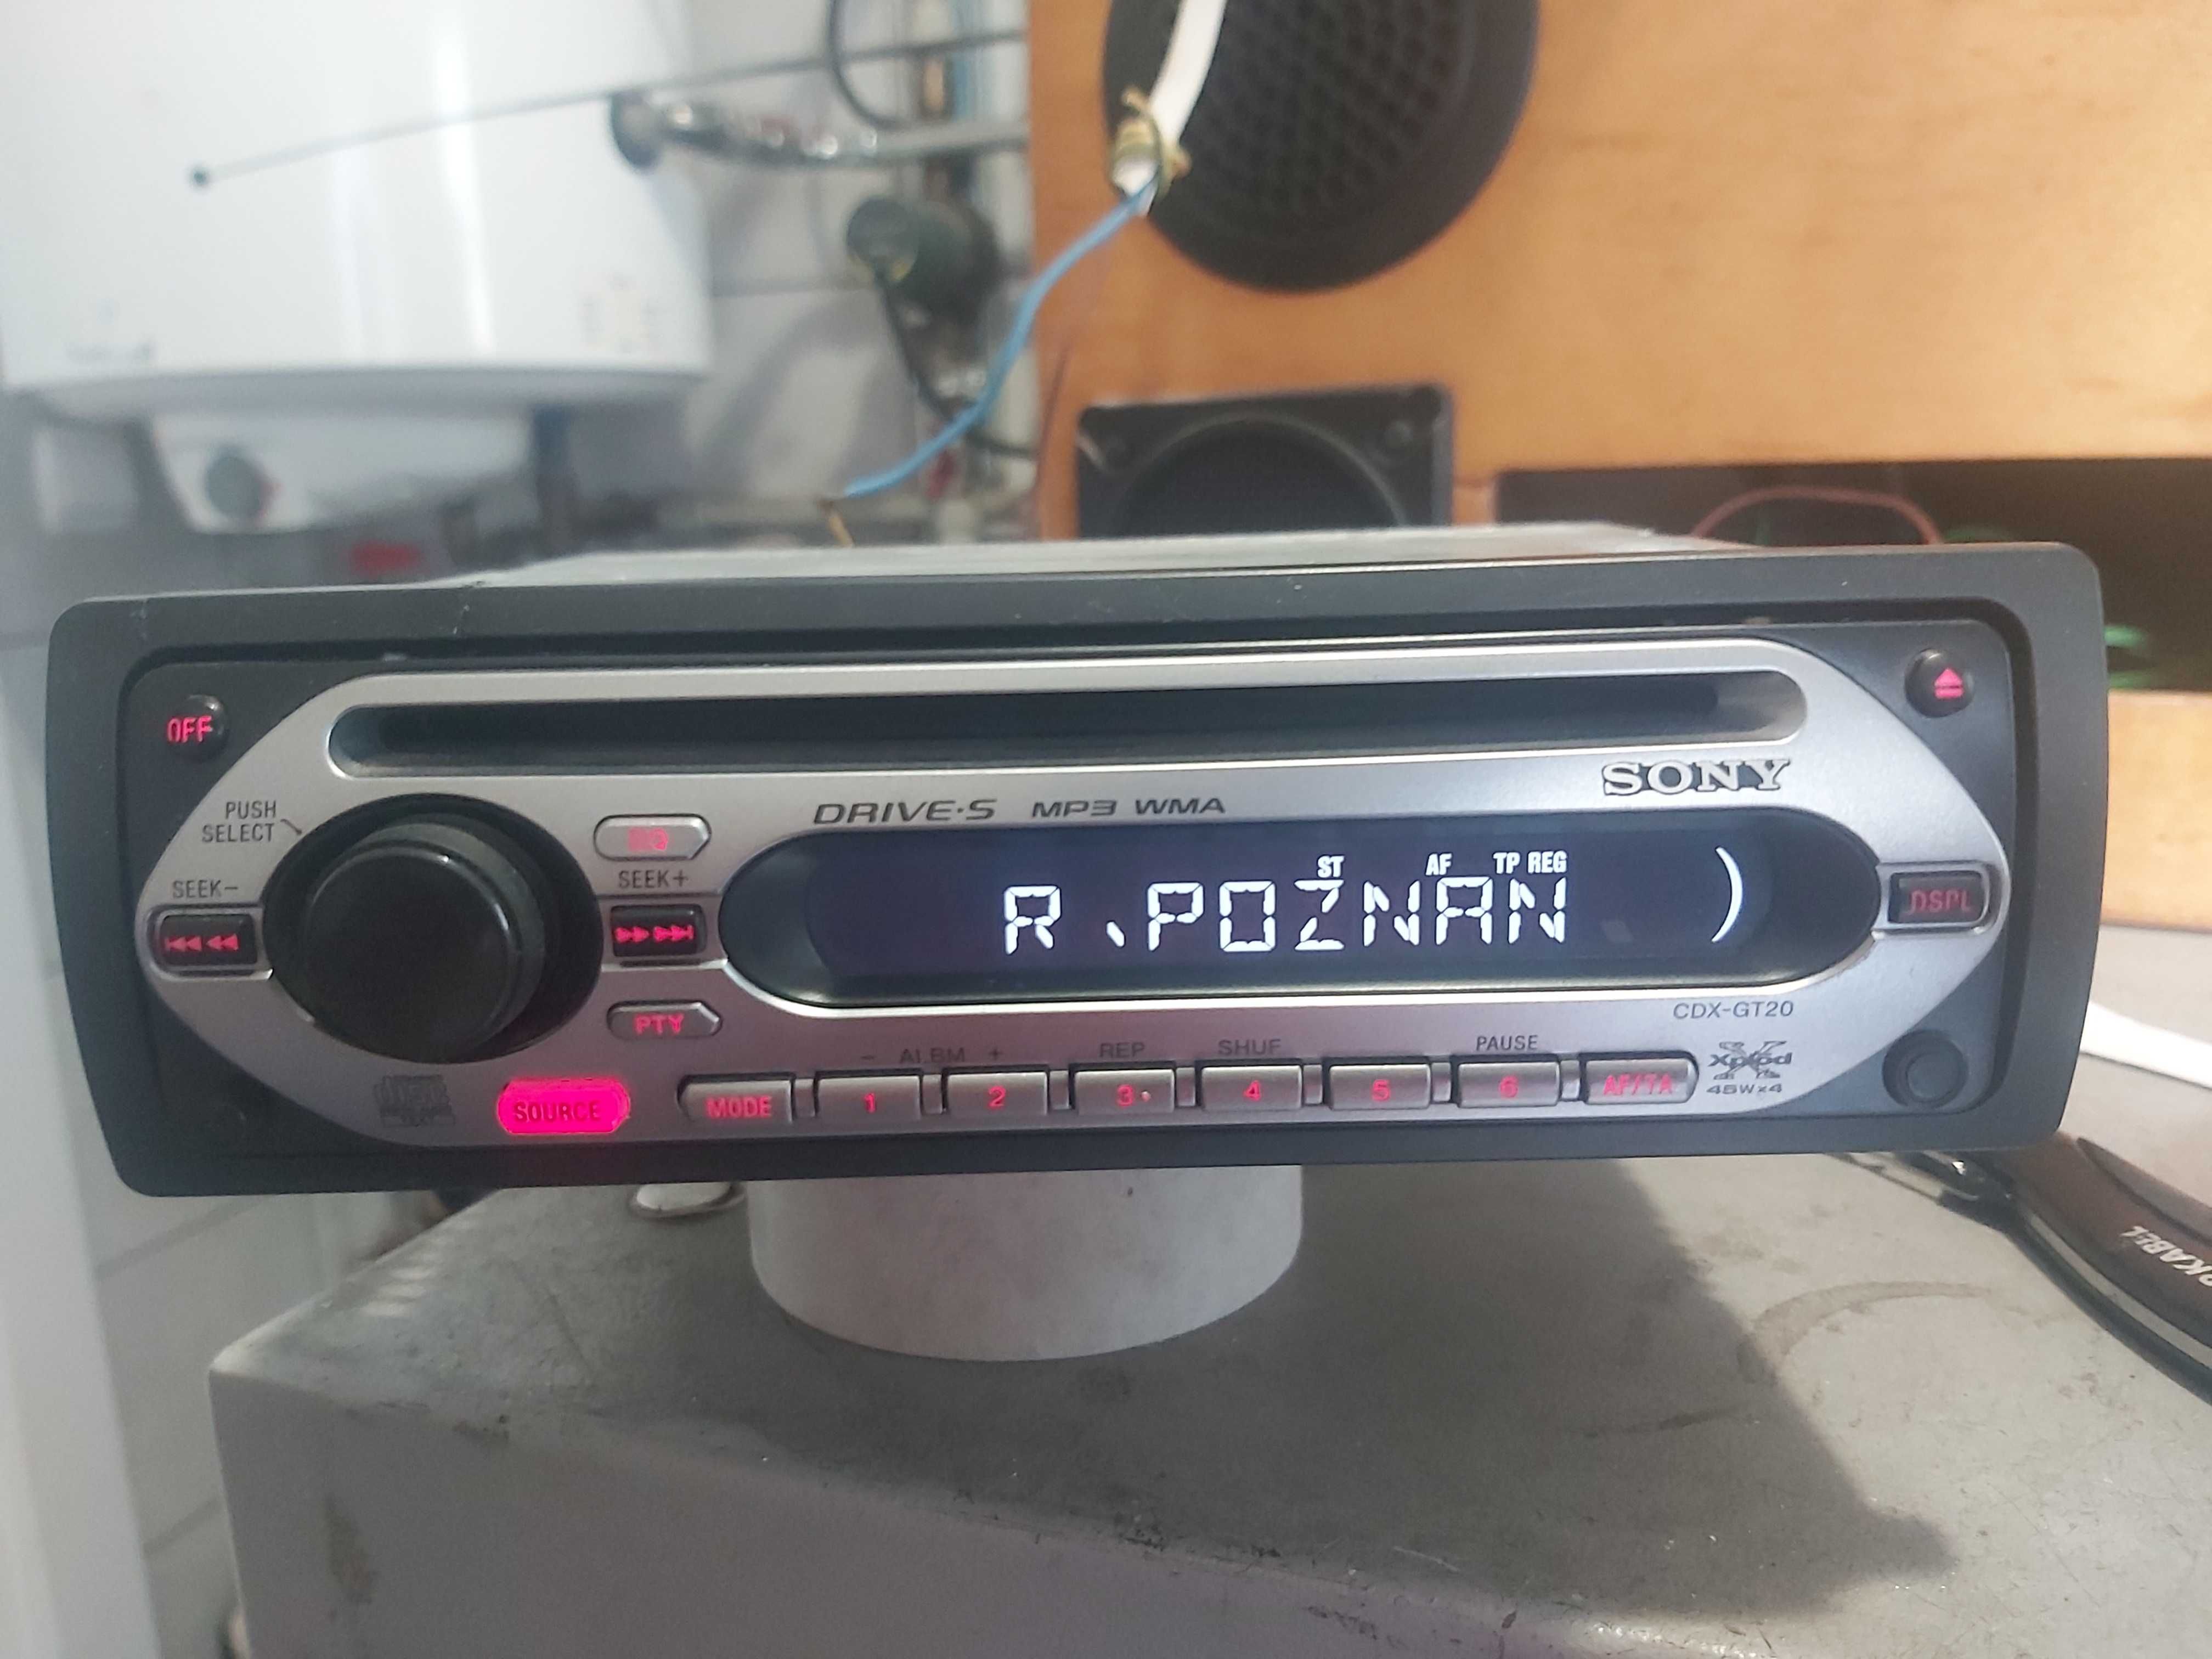 OFF
SONY
DRIVE·S MP3 WMA
PUSH
SELECT
EQ
SEEK+
SEEK-
ST AF TP REG
R.POZNAN
DSPL
PTY
CDX-GT20
- ALBM + REP SHUF PAUSE
SOURCE MODE 1 2 3 4 5 6 AF/TA
Xplod
45W×4